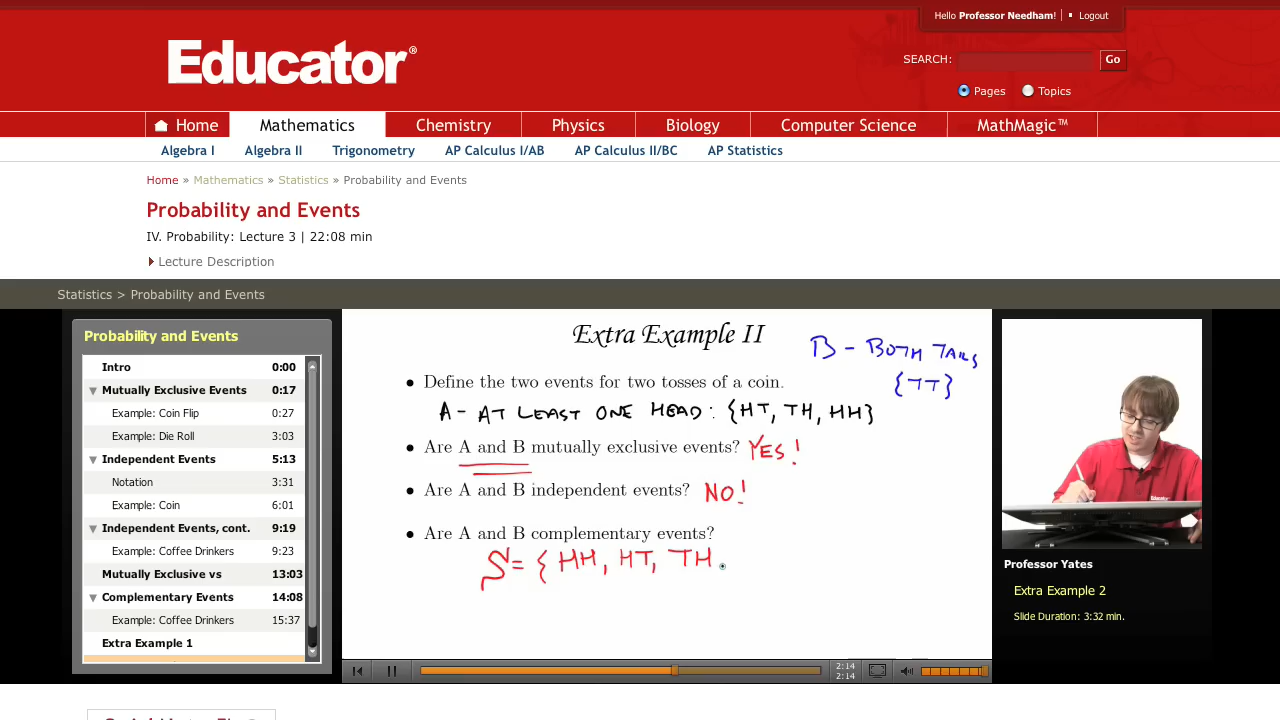 Hello Professor Needham! Logout
Educator®
SEARCH: Go
Pages Topics
Home Mathematics Chemistry Physics Biology Computer Science MathMagic™
Algebra I Algebra II Trigonometry AP Calculus I/AB AP Calculus II/BC AP Statistics
Home » Mathematics » Statistics » Probability and Events
Probability and Events
IV. Probability: Lecture 3 | 22:08 min
Lecture Description
Statistics > Probability and Events
Probability and Events
Intro 0:00
Mutually Exclusive Events 0:17
Example: Coin Flip 0:27
Example: Die Roll 3:03
Independent Events 5:13
Notation 3:31
Example: Coin 6:01
Independent Events, cont. 9:19
Example: Coffee Drinkers 9:23
Mutually Exclusive vs 13:03
Complementary Events 14:08
Example: Coffee Drinkers 15:37
Extra Example 1
Extra Example II
B - BOTH TAILS
{TT}
• Define the two events for two tosses of a coin.
A - AT LEAST ONE HEAD: {HT, TH, HH}
• Are A and B mutually exclusive events? YES!
• Are A and B independent events? NO!
• Are A and B complementary events?
S = { HH, HT, TH
2:14
2:14
Educator
Professor Yates
Extra Example 2
Slide Duration: 3:32 min.